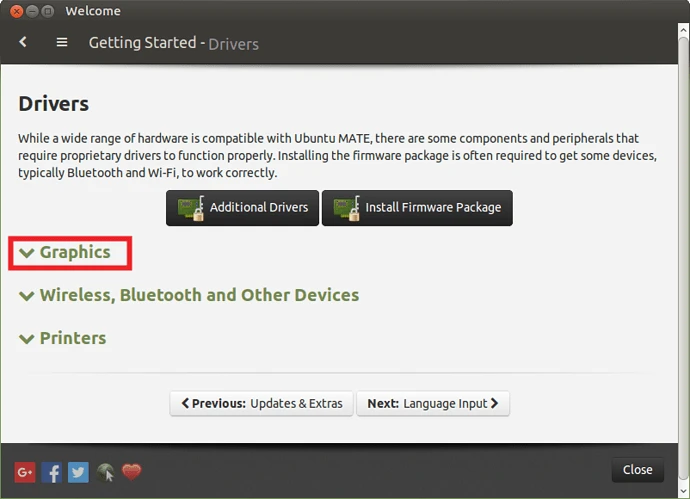 Welcome
Getting Started - Drivers
Drivers
While a wide range of hardware is compatible with Ubuntu MATE, there are some components and peripherals that
require proprietary drivers to function properly. Installing the firmware package is often required to get some devices,
typically Bluetooth and Wi-Fi, to work correctly.
Additional Drivers Install Firmware Package
Graphics
Wireless, Bluetooth and Other Devices
Printers
Previous: Updates & Extras Next: Language Input
G+ f Close